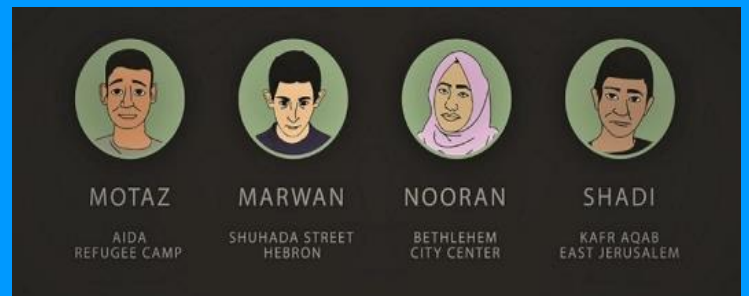 MOTAZ
AIDA
REFUGEE CAMP
MARWAN
SHUHADA STREET
HEBRON
NOORAN
BETHLEHEM
CITY CENTER
SHADI
KAFR AQAB
EAST JERUSALEM